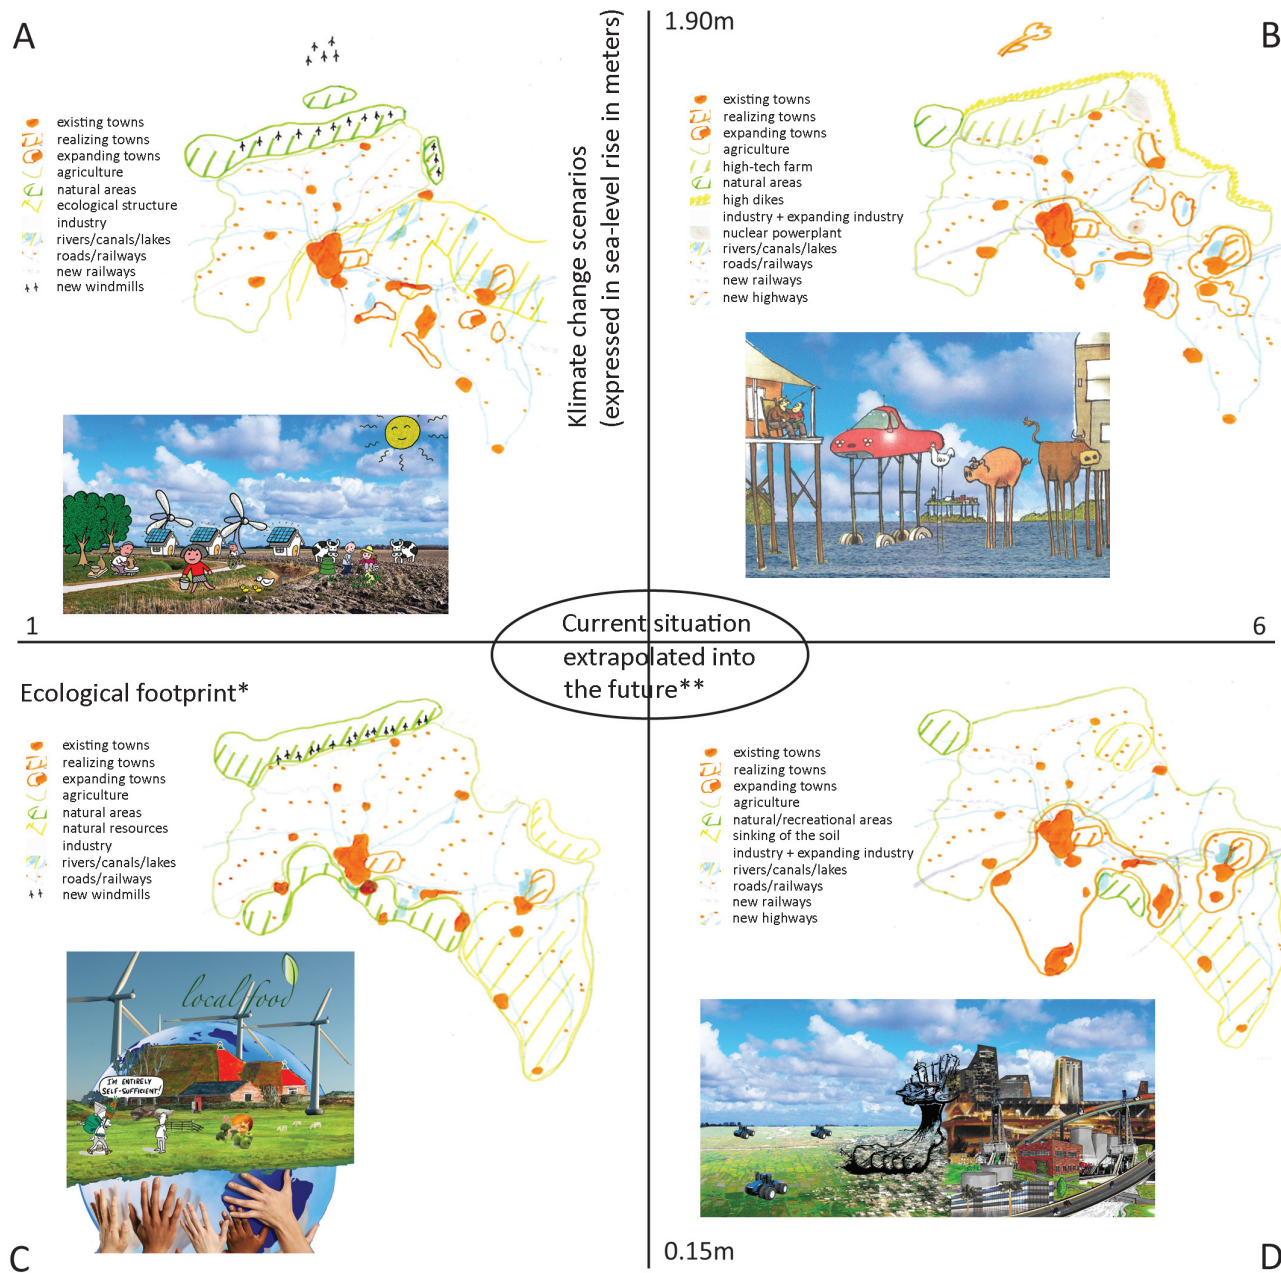 A
existing towns
realizing towns
expanding towns
agriculture
natural areas
ecological structure
industry
rivers/canals/lakes
roads/railways
new railways
new windmills
Klimate change scenarios
(expressed in sea-level rise in meters)
1.90m
B
existing towns
realizing towns
expanding towns
agriculture
high-tech farm
natural areas
high dikes
industry + expanding industry
nuclear powerplant
rivers/canals/lakes
roads/railways
new railways
new highways
1
6
Current situation
extrapolated into
the future**
Ecological footprint*
existing towns
realizing towns
expanding towns
agriculture
natural areas
natural resources
industry
rivers/canals/lakes
roads/railways
new windmills
local food
I'M ENTIRELY
SELF-SUFFICIENT!
C
existing towns
realizing towns
expanding towns
agriculture
natural/recreational areas
sinking of the soil
industry + expanding industry
rivers/canals/lakes
roads/railways
new railways
new highways
0.15m
D